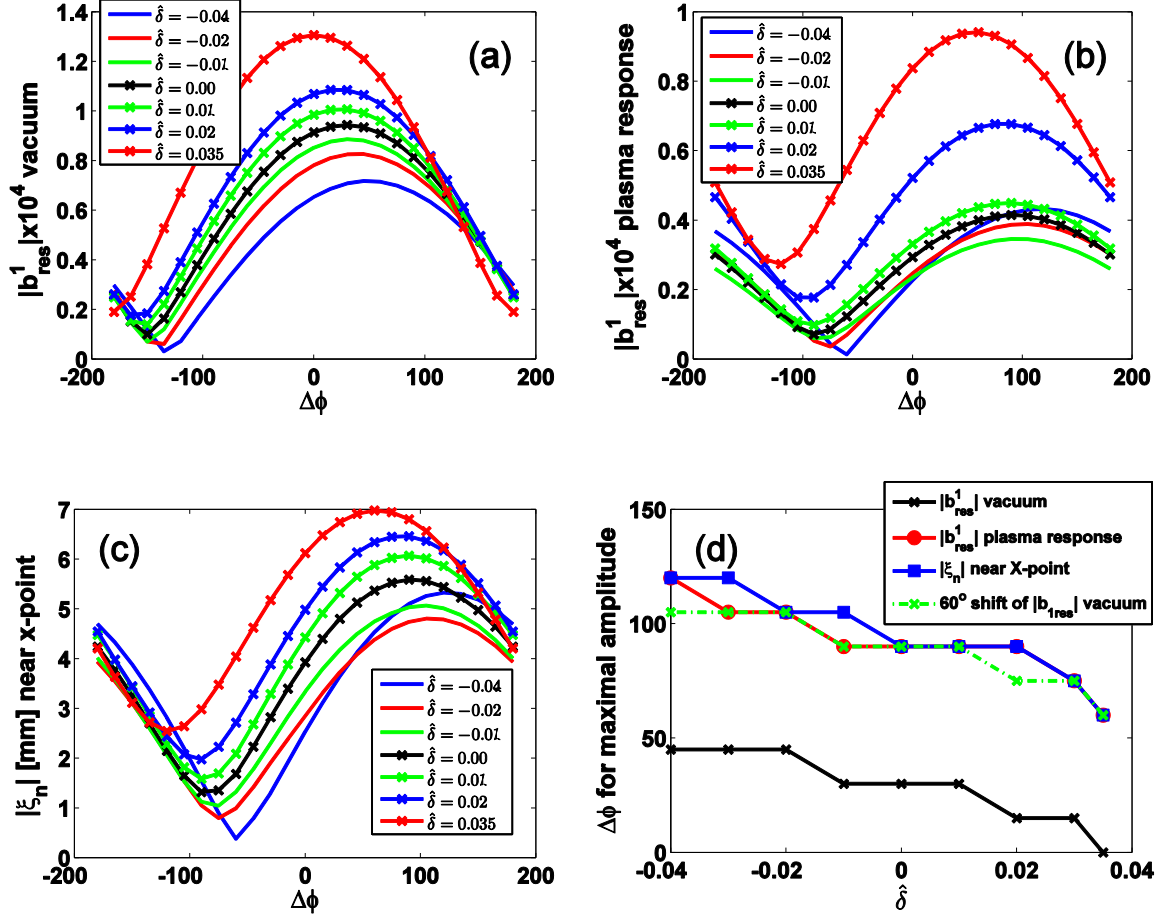 (a)
δ̂ = −0.04
δ̂ = −0.02
δ̂ = −0.01
δ̂ = 0.00
δ̂ = 0.01
δ̂ = 0.02
δ̂ = 0.035
|b¹res|x10⁴ vacuum
1.4
1.2
1
0.8
0.6
0.4
0.2
0
-200 -100 0 100 200
Δϕ
(b)
δ̂ = −0.04
δ̂ = −0.02
δ̂ = −0.01
δ̂ = 0.00
δ̂ = 0.01
δ̂ = 0.02
δ̂ = 0.035
|b¹res|x10⁴ plasma response
1
0.8
0.6
0.4
0.2
0
-200 -100 0 100 200
Δϕ
(c)
|ξn| [mm] near x-point
7
6
5
4
3
2
1
0
δ̂ = −0.04
δ̂ = −0.02
δ̂ = −0.01
δ̂ = 0.00
δ̂ = 0.01
δ̂ = 0.02
δ̂ = 0.035
-200 -100 0 100 200
Δϕ
(d)
|b¹res| vacuum
|b¹res| plasma response
|ξn| near X-point
60° shift of |b1res| vacuum
Δϕ for maximal amplitude
150
100
50
0
-0.04 -0.02 0 0.02 0.04
δ̂